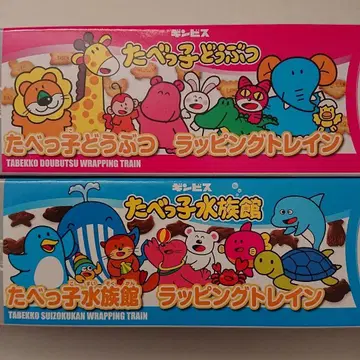 ギンビス
たべっ子どうぶつ
たべっ子どうぶつ ラッピングトレイン
TABEKKO DOUBUTSU WRAPPING TRAIN
ギンビス
たべっ子水族館
たべっ子水族館 ラッピングトレイン
TABEKKO SUIZOKUKAN WRAPPING TRAIN